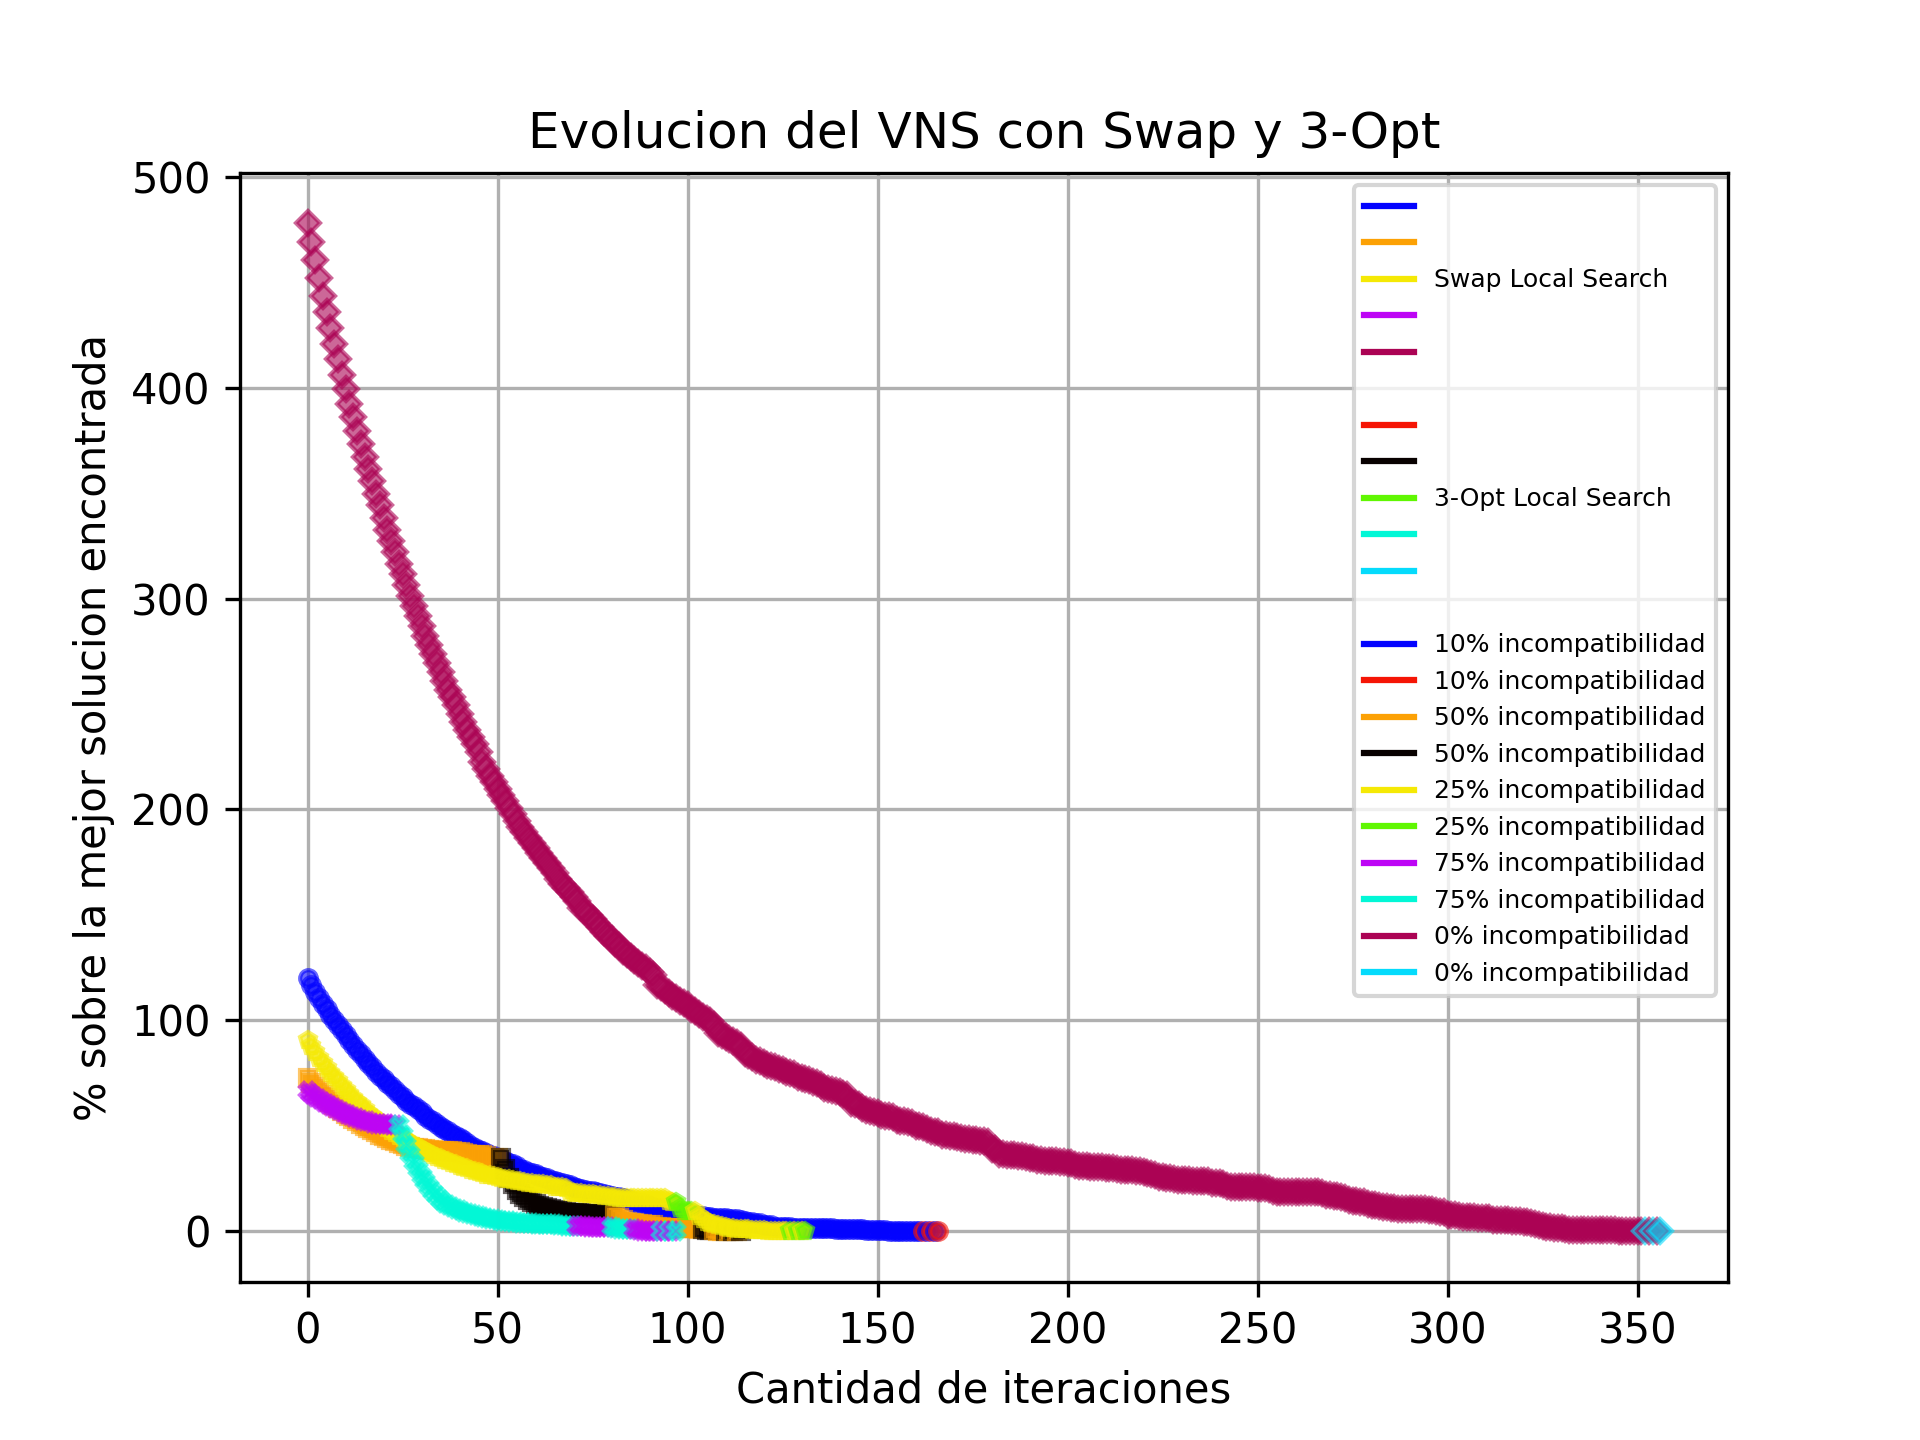 Evolucion del VNS con Swap y 3-Opt
% sobre la mejor solucion encontrada
500
400
300
200
100
0
Swap Local Search
3-Opt Local Search
10% incompatibilidad
10% incompatibilidad
50% incompatibilidad
50% incompatibilidad
25% incompatibilidad
25% incompatibilidad
75% incompatibilidad
75% incompatibilidad
0% incompatibilidad
0% incompatibilidad
0 50 100 150 200 250 300 350
Cantidad de iteraciones